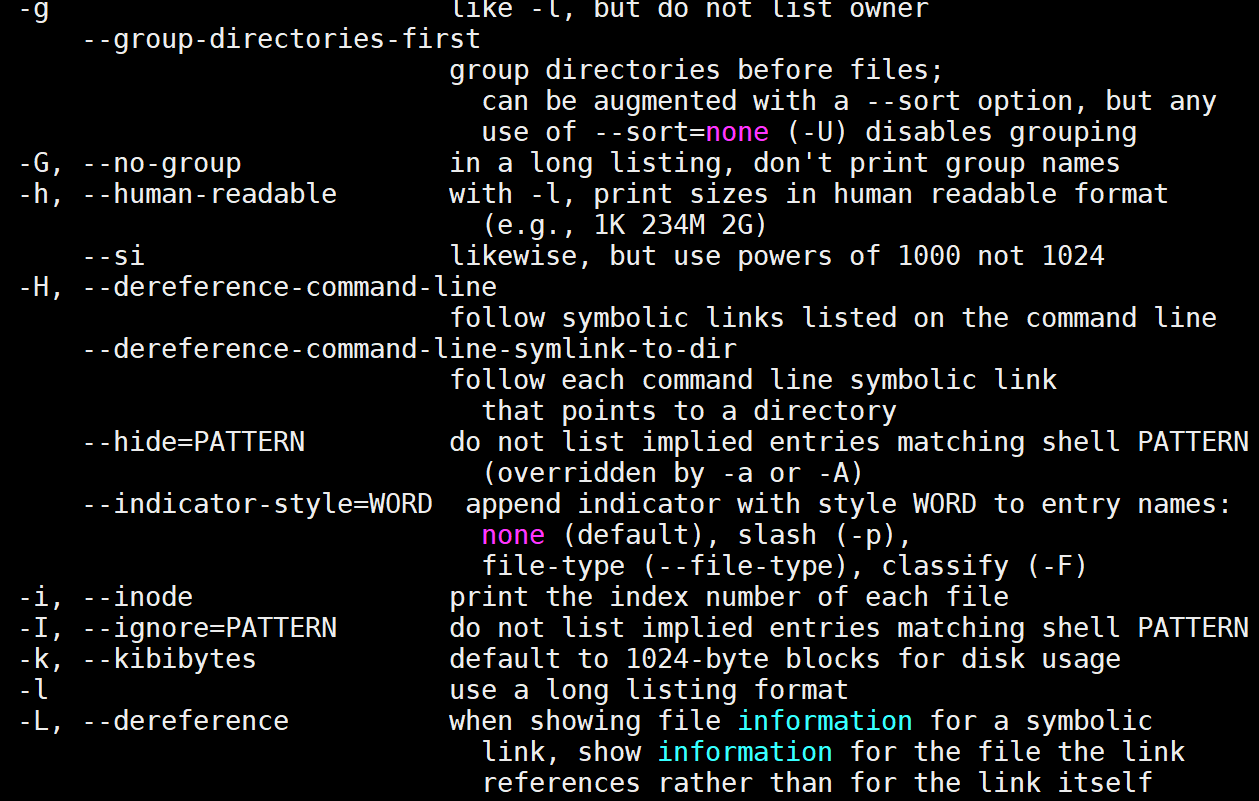 -g                         like -l, but do not list owner
    --group-directories-first
                           group directories before files;
                             can be augmented with a --sort option, but any
                             use of --sort=none (-U) disables grouping
-G, --no-group             in a long listing, don't print group names
-h, --human-readable       with -l, print sizes in human readable format
                             (e.g., 1K 234M 2G)
    --si                   likewise, but use powers of 1000 not 1024
-H, --dereference-command-line
                           follow symbolic links listed on the command line
    --dereference-command-line-symlink-to-dir
                           follow each command line symbolic link
                             that points to a directory
    --hide=PATTERN         do not list implied entries matching shell PATTERN
                             (overridden by -a or -A)
    --indicator-style=WORD  append indicator with style WORD to entry names:
                             none (default), slash (-p),
                             file-type (--file-type), classify (-F)
-i, --inode                print the index number of each file
-I, --ignore=PATTERN       do not list implied entries matching shell PATTERN
-k, --kibibytes            default to 1024-byte blocks for disk usage
-l                         use a long listing format
-L, --dereference          when showing file information for a symbolic
                             link, show information for the file the link
                             references rather than for the link itself